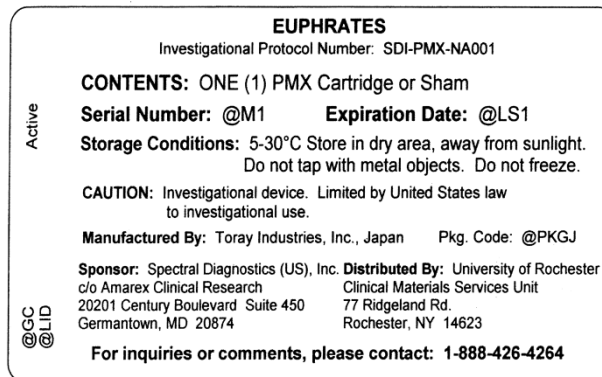 EUPHRATES
Investigational Protocol Number: SDI-PMX-NA001
CONTENTS: ONE (1) PMX Cartridge or Sham
Serial Number: @M1 Expiration Date: @LS1
Storage Conditions: 5-30°C Store in dry area, away from sunlight.
Do not tap with metal objects. Do not freeze.
CAUTION: Investigational device. Limited by United States law
to investigational use.
Manufactured By: Toray Industries, Inc., Japan Pkg. Code: @PKGJ
Sponsor: Spectral Diagnostics (US), Inc.
c/o Amarex Clinical Research
20201 Century Boulevard Suite 450
Germantown, MD 20874
Distributed By: University of Rochester
Clinical Materials Services Unit
77 Ridgeland Rd.
Rochester, NY 14623
For inquiries or comments, please contact: 1-888-426-4264
Active
@GC
@LID